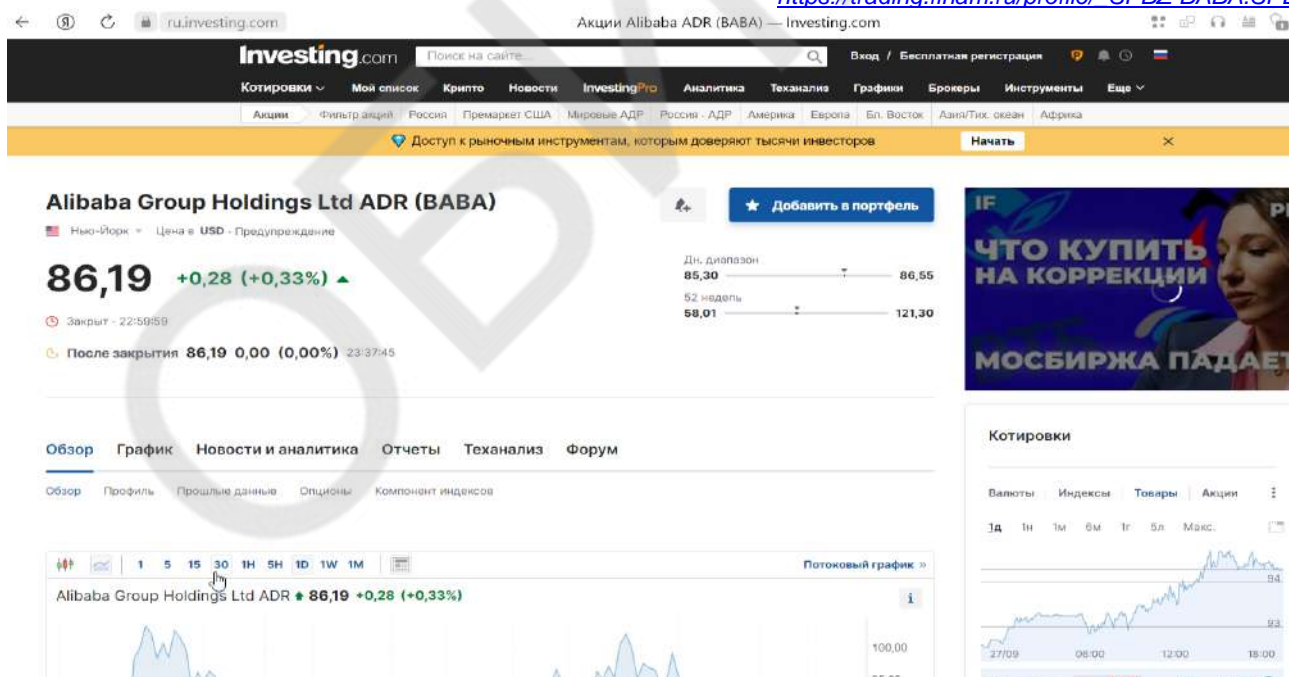 https://trading.finam.ru/profile/_SPBZ-BABA.SPB
ru.investing.com
Акции Alibaba ADR (BABA) — Investing.com
Investing.com
Поиск на сайте...
Вход / Бесплатная регистрация
Котировки Мой список Крипто Новости InvestingPro Аналитика Теханализ Графики Брокеры Инструменты Еще
Акции Фильтр акций Россия Премаркет США Мировые АДР Россия - АДР Америка Европа Бл. Восток Азия/Тих. океан Африка
Доступ к рыночным инструментам, которым доверяют тысячи инвесторов
Начать
Alibaba Group Holdings Ltd ADR (BABA)
Добавить в портфель
Нью-Йорк Цена в USD - Предупреждение
86,19 +0,28 (+0,33%)
Закрыт - 22:59:59
После закрытия 86,19 0,00 (0,00%) 23:37:45
Дн. диапазон
85,30 86,55
52 недель
58,01 121,30
IF
ЧТО КУПИТЬ
НА КОРРЕКЦИИ
МОСБИРЖА ПАДАЕТ
Обзор График Новости и аналитика Отчеты Теханализ Форум
Обзор Профиль Прошлые данные Опционы Компонент индексов
1 5 15 30 1H 5H 1D 1W 1M
Потоковый график »
Alibaba Group Holdings Ltd ADR 86,19 +0,28 (+0,33%)
100,00
Котировки
Валюты Индексы Товары Акции
1д 1н 1м 6м 1г 5л Макс.
94
93
27/09 06:00 12:00 18:00